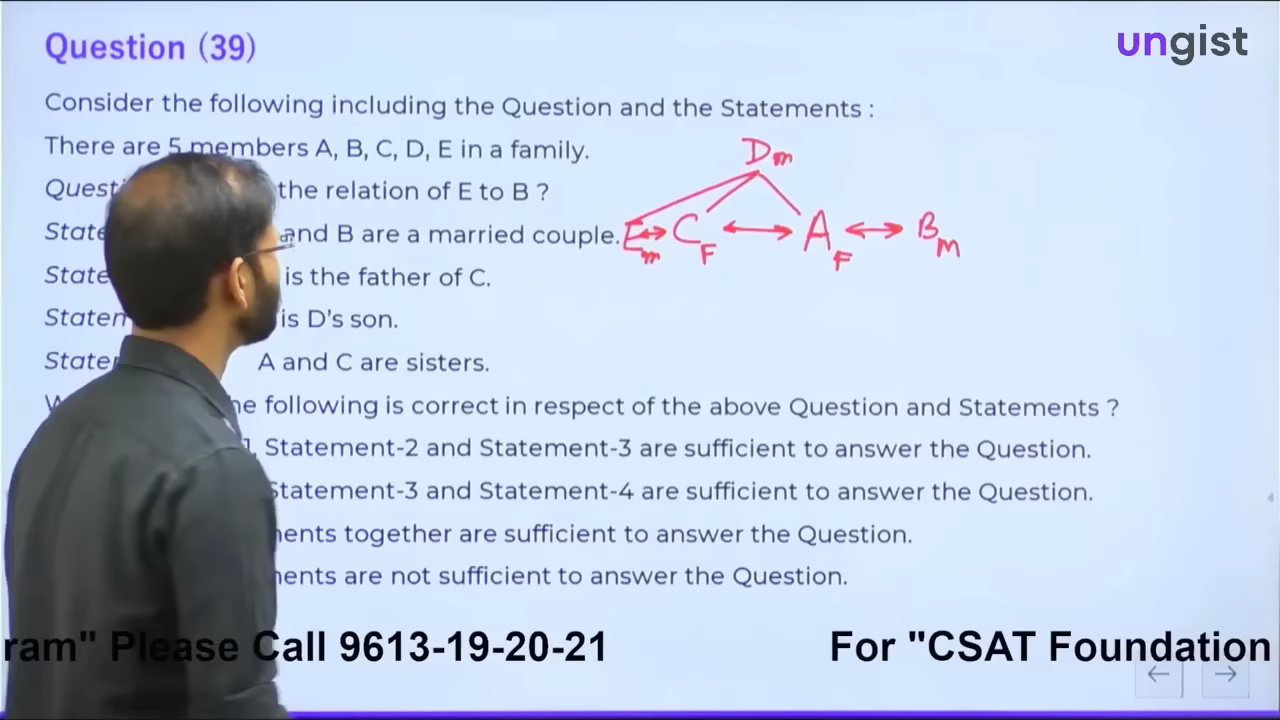 Question (39)
ungist
Consider the following including the Question and the Statements :
There are 5 members A, B, C, D, E in a family.
the relation of E to B ?
and B are a married couple.
is the father of C.
is D's son.
A and C are sisters.
he following is correct in respect of the above Question and Statements ?
Statement-2 and Statement-3 are sufficient to answer the Question.
Statement-3 and Statement-4 are sufficient to answer the Question.
ments together are sufficient to answer the Question.
ments are not sufficient to answer the Question.
Dm
Em ↔ CF ↔ AF ↔ BM
ram" Please Call 9613-19-20-21 For "CSAT Foundation